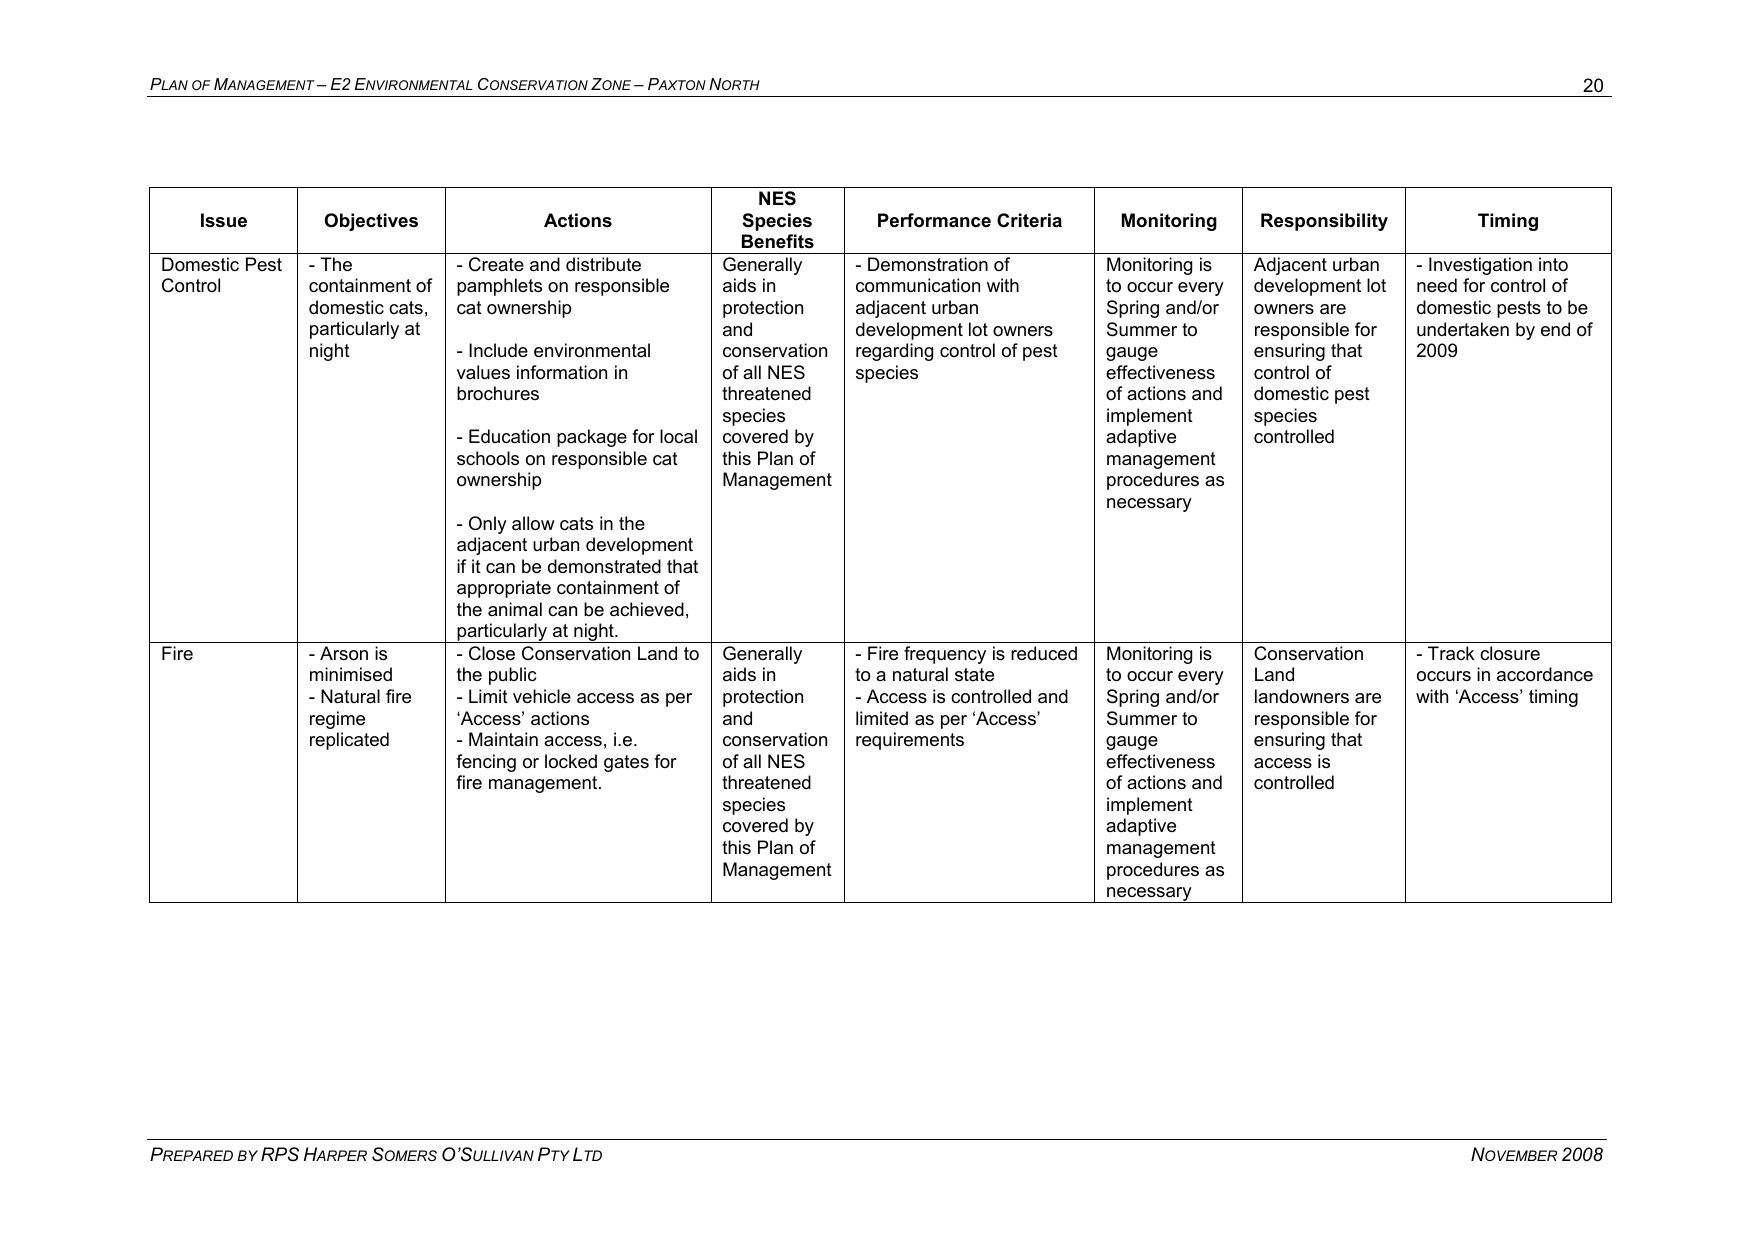 PLAN OF MANAGEMENT – E2 ENVIRONMENTAL CONSERVATION ZONE – PAXTON NORTH 20
Issue
Objectives
Actions
NES
Species
Benefits
Performance Criteria
Monitoring
Responsibility
Timing
Domestic Pest
Control
- The
containment of
domestic cats,
particularly at
night
- Create and distribute
pamphlets on responsible
cat ownership
- Include environmental
values information in
brochures
- Education package for local
schools on responsible cat
ownership
- Only allow cats in the
adjacent urban development
if it can be demonstrated that
appropriate containment of
the animal can be achieved,
particularly at night.
Generally
aids in
protection
and
conservation
of all NES
threatened
species
covered by
this Plan of
Management
- Demonstration of
communication with
adjacent urban
development lot owners
regarding control of pest
species
Monitoring is
to occur every
Spring and/or
Summer to
gauge
effectiveness
of actions and
implement
adaptive
management
procedures as
necessary
Adjacent urban
development lot
owners are
responsible for
ensuring that
control of
domestic pest
species
controlled
- Investigation into
need for control of
domestic pests to be
undertaken by end of
2009
Fire
- Arson is
minimised
- Natural fire
regime
replicated
- Close Conservation Land to
the public
- Limit vehicle access as per
‘Access’ actions
- Maintain access, i.e.
fencing or locked gates for
fire management.
Generally
aids in
protection
and
conservation
of all NES
threatened
species
covered by
this Plan of
Management
- Fire frequency is reduced
to a natural state
- Access is controlled and
limited as per ‘Access’
requirements
Monitoring is
to occur every
Spring and/or
Summer to
gauge
effectiveness
of actions and
implement
adaptive
management
procedures as
necessary
Conservation
Land
landowners are
responsible for
ensuring that
access is
controlled
- Track closure
occurs in accordance
with ‘Access’ timing
PREPARED BY RPS HARPER SOMERS O’SULLIVAN PTY LTD NOVEMBER 2008